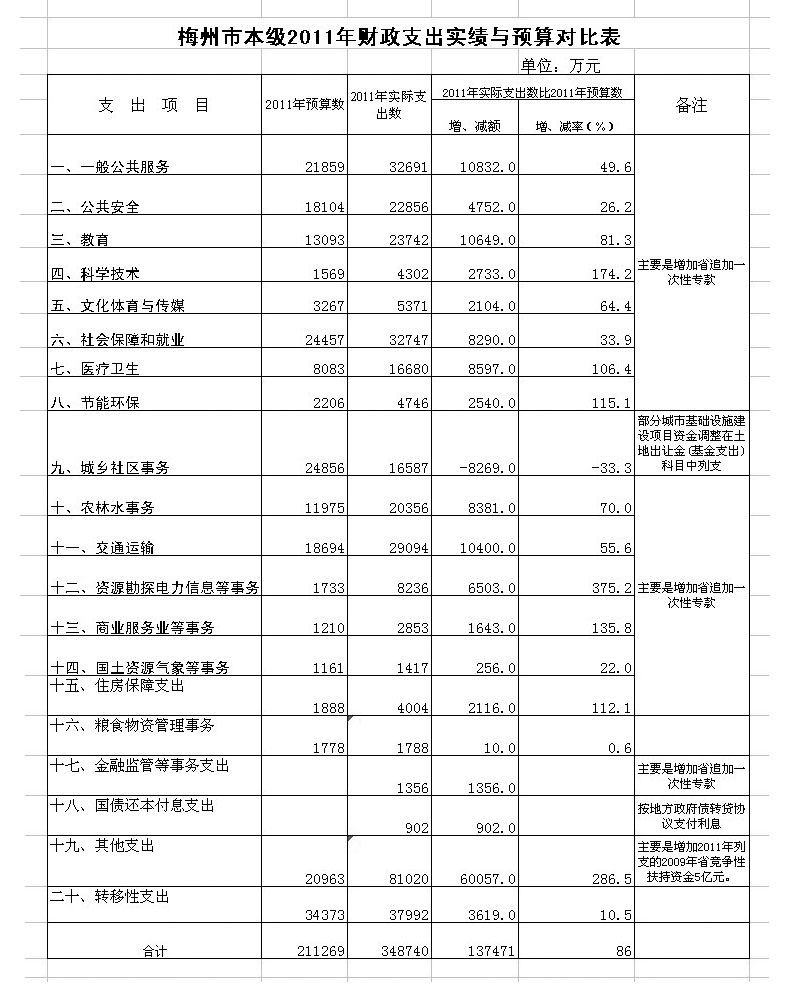 梅州市本级2011年财政支出实绩与预算对比表
单位：万元
支 出 项 目 2011年预算数 2011年实际支出数 2011年实际支出数比2011年预算数 备注
增、减额 增、减率(%)
一、一般公共服务 21859 32691 10832.0 49.6
二、公共安全 18104 22856 4752.0 26.2
三、教育 13093 23742 10649.0 81.3
四、科学技术 1569 4302 2733.0 174.2
主要是增加省追加一
次性专款
五、文化体育与传媒 3267 5371 2104.0 64.4
六、社会保障和就业 24457 32747 8290.0 33.9
七、医疗卫生 8083 16680 8597.0 106.4
八、节能环保 2206 4746 2540.0 115.1
九、城乡社区事务 24856 16587 -8269.0 -33.3
部分城市基础设施建
设项目资金调整在土
地出让金(基金支出)
科目中列支
十、农林水事务 11975 20356 8381.0 70.0
十一、交通运输 18694 29094 10400.0 55.6
十二、资源勘探电力信息等事务 1733 8236 6503.0 375.2
主要是增加省追加一
次性专款
十三、商业服务业等事务 1210 2853 1643.0 135.8
十四、国土资源气象等事务 1161 1417 256.0 22.0
十五、住房保障支出 1888 4004 2116.0 112.1
十六、粮食物资管理事务 1778 1788 10.0 0.6
十七、金融监管等事务支出 1356 1356.0
主要是增加省追加一
次性专款
十八、国债还本付息支出 902 902.0
按地方政府债转贷协
议支付利息
十九、其他支出 20963 81020 60057.0 286.5
主要是增加2011年列
支的2009年省竞争性
扶持资金5亿元。
二十、转移性支出 34373 37992 3619.0 10.5
合计 211269 348740 137471 86